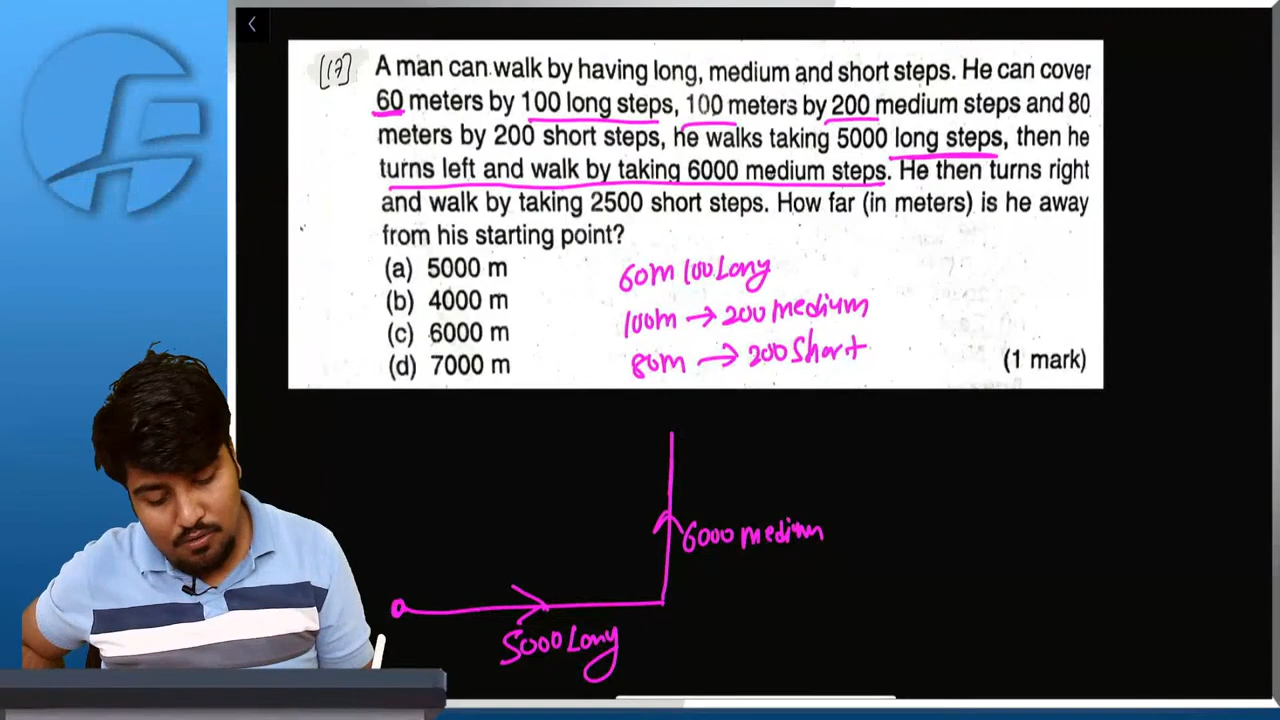 [17] A man can walk by having long, medium and short steps. He can cover
60 meters by 100 long steps, 100 meters by 200 medium steps and 80
meters by 200 short steps, he walks taking 5000 long steps, then he
turns left and walk by taking 6000 medium steps. He then turns right
and walk by taking 2500 short steps. How far (in meters) is he away
from his starting point?
(a) 5000 m
(b) 4000 m
(c) 6000 m
(d) 7000 m
(1 mark)
60m 100 Long
100m → 200 medium
80m → 200 Short
6000 medium
5000 Long